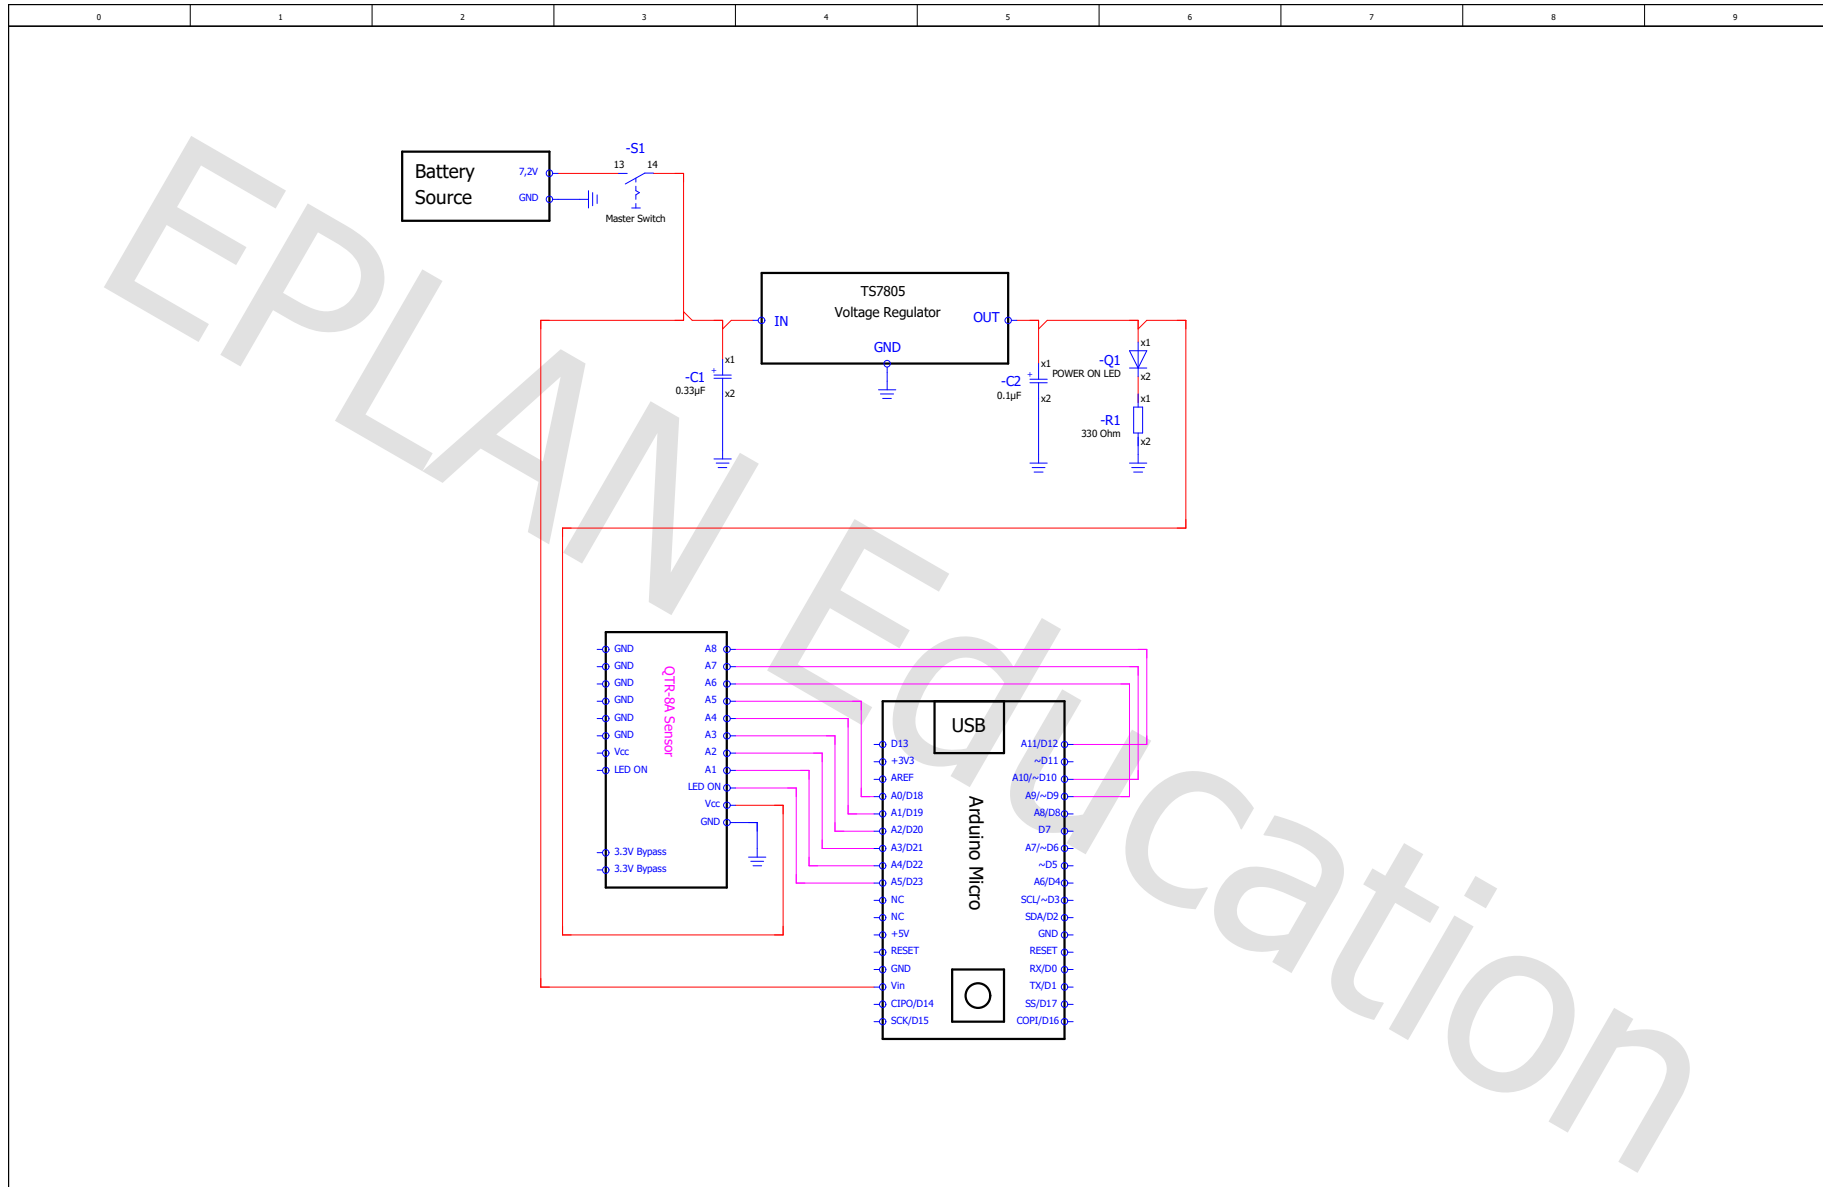 0 1 2 3 4 5 6 7 8 9
EPLAN Education
Battery
Source
7,2V
GND
-S1
13 14
Master Switch
TS7805
Voltage Regulator
IN
OUT
GND
-C1
0.33µF
x1
+
x2
-C2
0.1µF
x1
+
x2
-Q1
POWER ON LED
x1
x2
-R1
330 Ohm
x1
x2
QTR-8A Sensor
GND
GND
GND
GND
GND
GND
Vcc
LED ON
3.3V Bypass
3.3V Bypass
A8
A7
A6
A5
A4
A3
A2
A1
LED ON
Vcc
GND
USB
Arduino Micro
D13
+3V3
AREF
A0/D18
A1/D19
A2/D20
A3/D21
A4/D22
A5/D23
NC
NC
+5V
RESET
GND
Vin
CIPO/D14
SCK/D15
A11/D12
~D11
A10/~D10
A9/~D9
A8/D8
D7
A7/~D6
~D5
A6/D4
SCL/~D3
SDA/D2
GND
RESET
RX/D0
TX/D1
SS/D17
COPI/D16